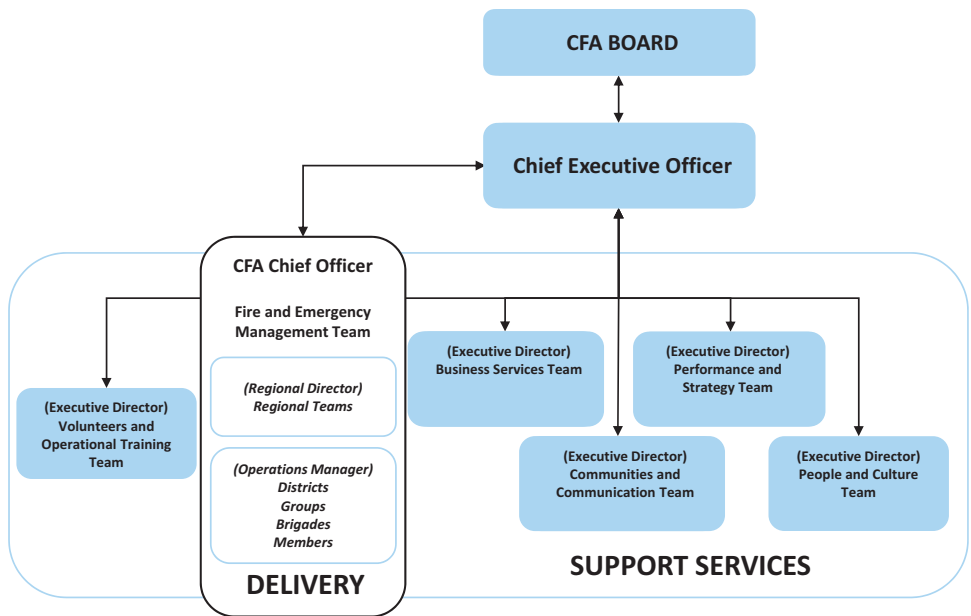 CFA BOARD
Chief Executive Officer
CFA Chief Officer
Fire and Emergency
Management Team
(Regional Director)
Regional Teams
(Operations Manager)
Districts
Groups
Brigades
Members
DELIVERY
(Executive Director)
Volunteers and
Operational Training
Team
(Executive Director)
Business Services Team
(Executive Director)
Performance and
Strategy Team
(Executive Director)
Communities and
Communication Team
(Executive Director)
People and Culture
Team
SUPPORT SERVICES